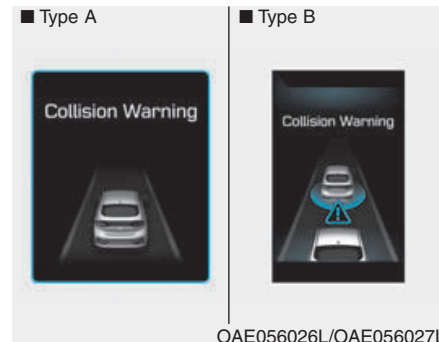 ■ Type A
■ Type B
Collision Warning
Collision Warning
OAE056026L/OAE056027L